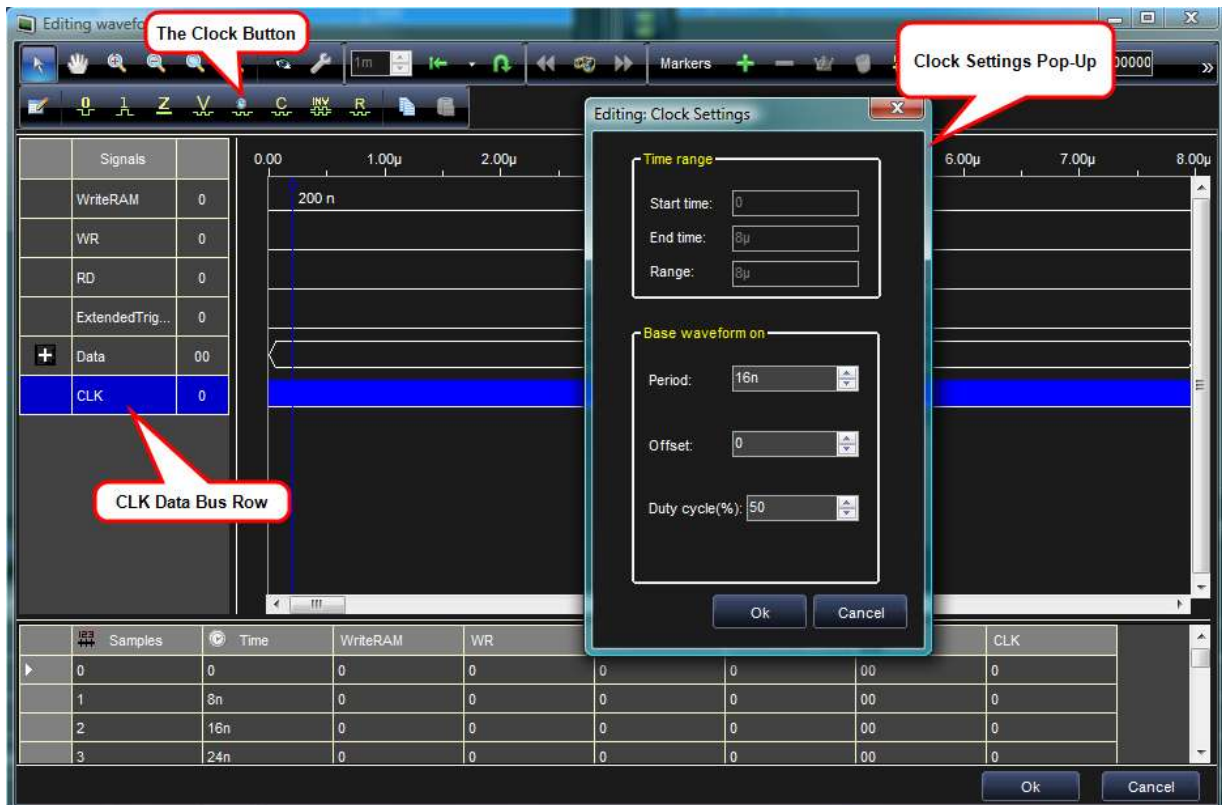 Editing wavefo
The Clock Button
Clock Settings Pop-Up
1m
Markers
00000
»
0 1 Z V C INV R
Editing: Clock Settings
Signals
0.00 1.00µ 2.00µ 6.00µ 7.00µ 8.00µ
WriteRAM 0
200 n
WR 0
RD 0
ExtendedTrig... 0
Data 00
CLK 0
CLK Data Bus Row
Time range
Start time: 0
End time: 8µ
Range: 8µ
Base waveform on
Period: 16n
Offset: 0
Duty cycle(%): 50
Ok Cancel
123 Samples Time WriteRAM WR CLK
0 0 0 0 0 0 00 0
1 8n 0 0 0 0 00 0
2 16n 0 0 0 0 00 0
3 24n 0 0 0 0 00 0
Ok Cancel